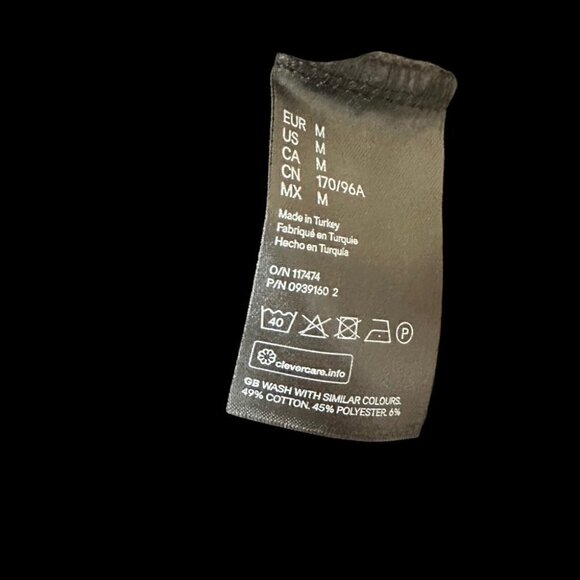 EUR M
US M
CA M
CN 170/96A
MX M
Made in Turkey
Fabriqué en Turquie
Hecho en Turquía
O/N 117474
P/N 0939160 2
40
P
clevercare.info
GB WASH WITH SIMILAR COLOURS.
49% COTTON. 45% POLYESTER. 6%